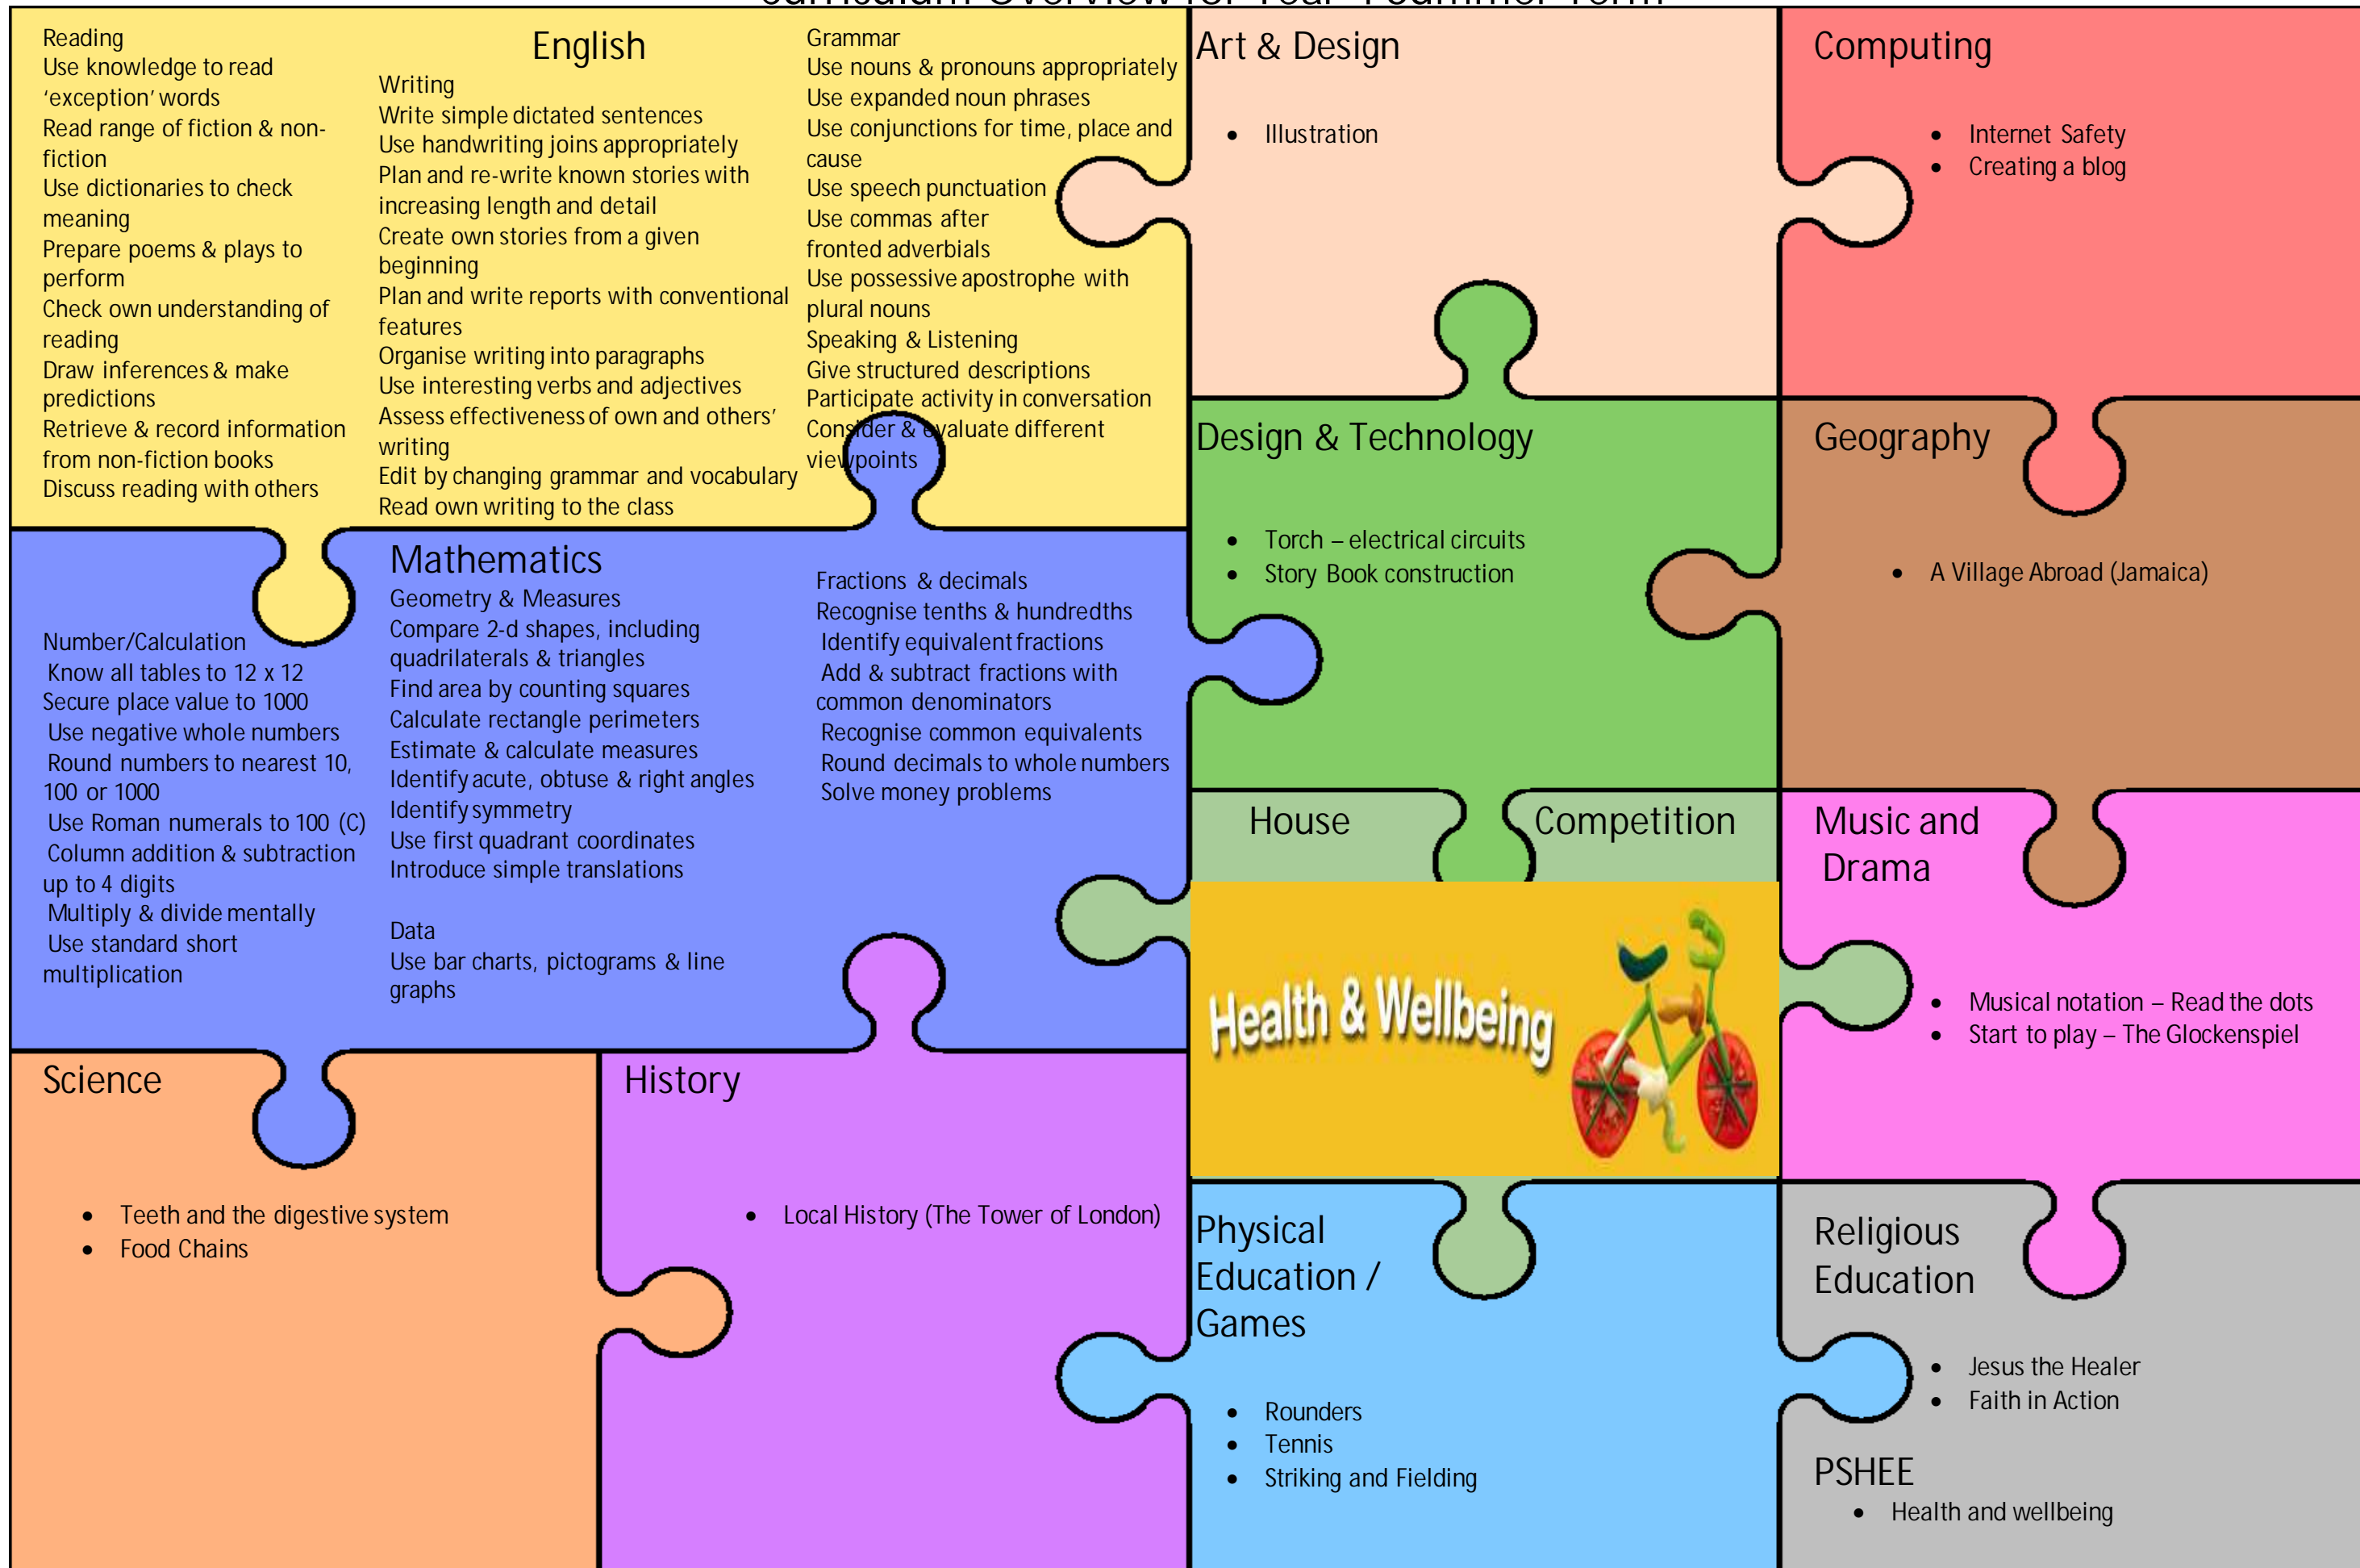 Curriculum Overview for Year 4 Summer Term
English
Reading
Use knowledge to read
‘exception’ words
Read range of fiction & non-
fiction
Use dictionaries to check
meaning
Prepare poems & plays to
perform
Check own understanding of
reading
Draw inferences & make
predictions
Retrieve & record information
from non-fiction books
Discuss reading with others
Writing
Write simple dictated sentences
Use handwriting joins appropriately
Plan and re-write known stories with
increasing length and detail
Create own stories from a given
beginning
Plan and write reports with conventional
features
Organise writing into paragraphs
Use interesting verbs and adjectives
Assess effectiveness of own and others’
writing
Edit by changing grammar and vocabulary
Read own writing to the class
Grammar
Use nouns & pronouns appropriately
Use expanded noun phrases
Use conjunctions for time, place and
cause
Use speech punctuation
Use commas after
fronted adverbials
Use possessive apostrophe with
plural nouns
Speaking & Listening
Give structured descriptions
Participate activity in conversation
Consider & evaluate different
viewpoints
Art & Design
• Illustration
Computing
• Internet Safety
• Creating a blog
Mathematics
Number/Calculation
Know all tables to 12 x 12
Secure place value to 1000
Use negative whole numbers
Round numbers to nearest 10,
100 or 1000
Use Roman numerals to 100 (C)
Column addition & subtraction
up to 4 digits
Multiply & divide mentally
Use standard short
multiplication
Geometry & Measures
Compare 2-d shapes, including
quadrilaterals & triangles
Find area by counting squares
Calculate rectangle perimeters
Estimate & calculate measures
Identify acute, obtuse & right angles
Identify symmetry
Use first quadrant coordinates
Introduce simple translations
Data
Use bar charts, pictograms & line
graphs
Fractions & decimals
Recognise tenths & hundredths
Identify equivalent fractions
Add & subtract fractions with
common denominators
Recognise common equivalents
Round decimals to whole numbers
Solve money problems
Design & Technology
• Torch – electrical circuits
• Story Book construction
Geography
• A Village Abroad (Jamaica)
House Competition
Health & Wellbeing
Music and
Drama
• Musical notation – Read the dots
• Start to play – The Glockenspiel
Science
• Teeth and the digestive system
• Food Chains
History
• Local History (The Tower of London)
Physical
Education /
Games
• Rounders
• Tennis
• Striking and Fielding
Religious
Education
• Jesus the Healer
• Faith in Action
PSHEE
• Health and wellbeing